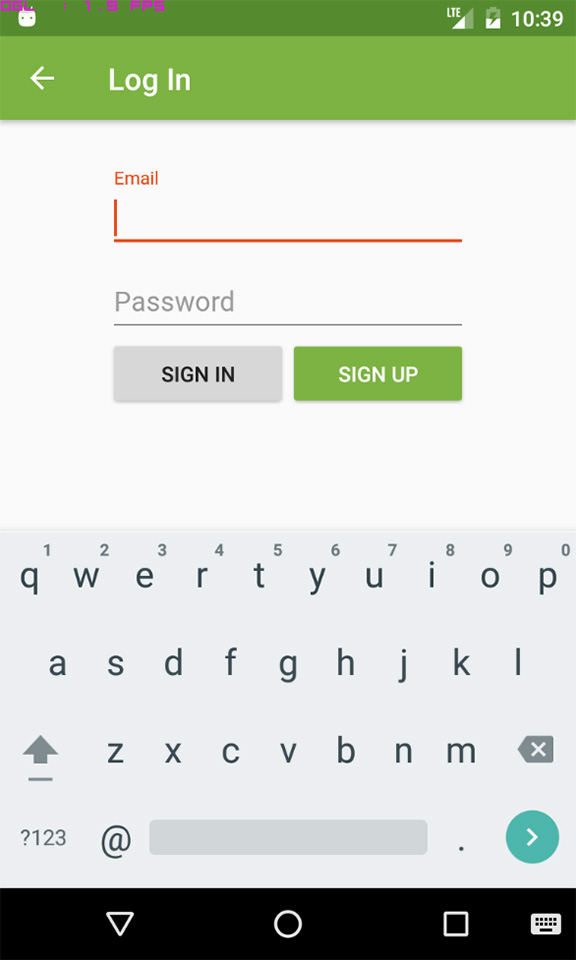 OGL : 1.9 FPS
LTE 10:39
Log In
Email
Password
SIGN IN SIGN UP
1 2 3 4 5 6 7 8 9 0
q w e r t y u i o p
a s d f g h j k l
z x c v b n m
?123 @ .